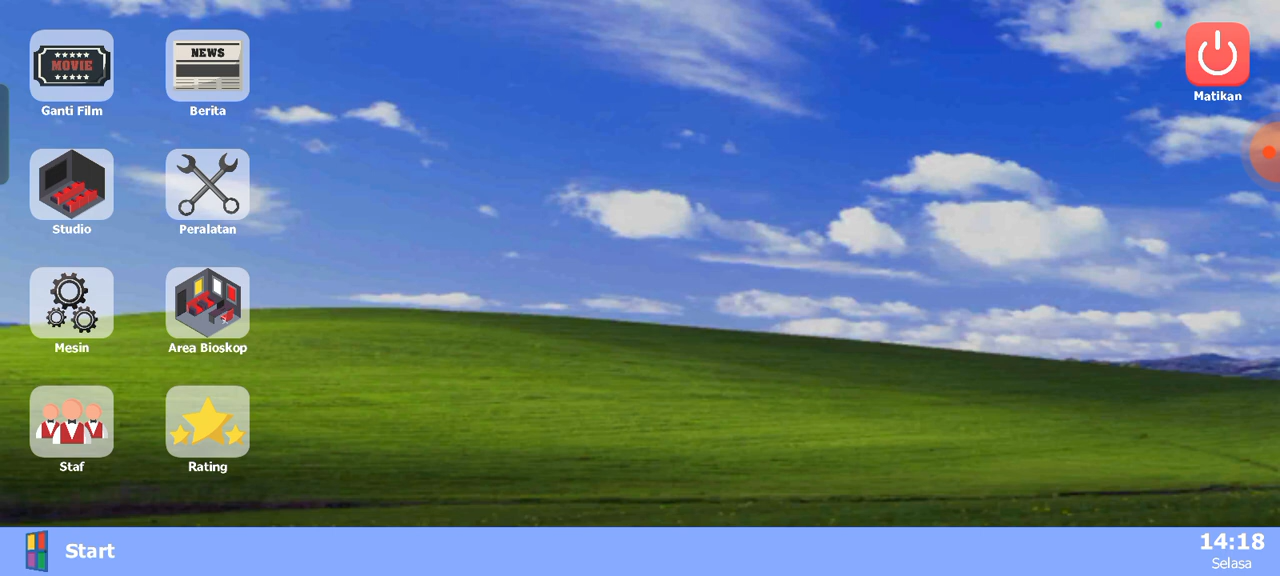 MOVIE
Ganti Film
NEWS
Berita
Matikan
Studio
Peralatan
Mesin
Area Bioskop
Staf
Rating
Start
14:18
Selasa